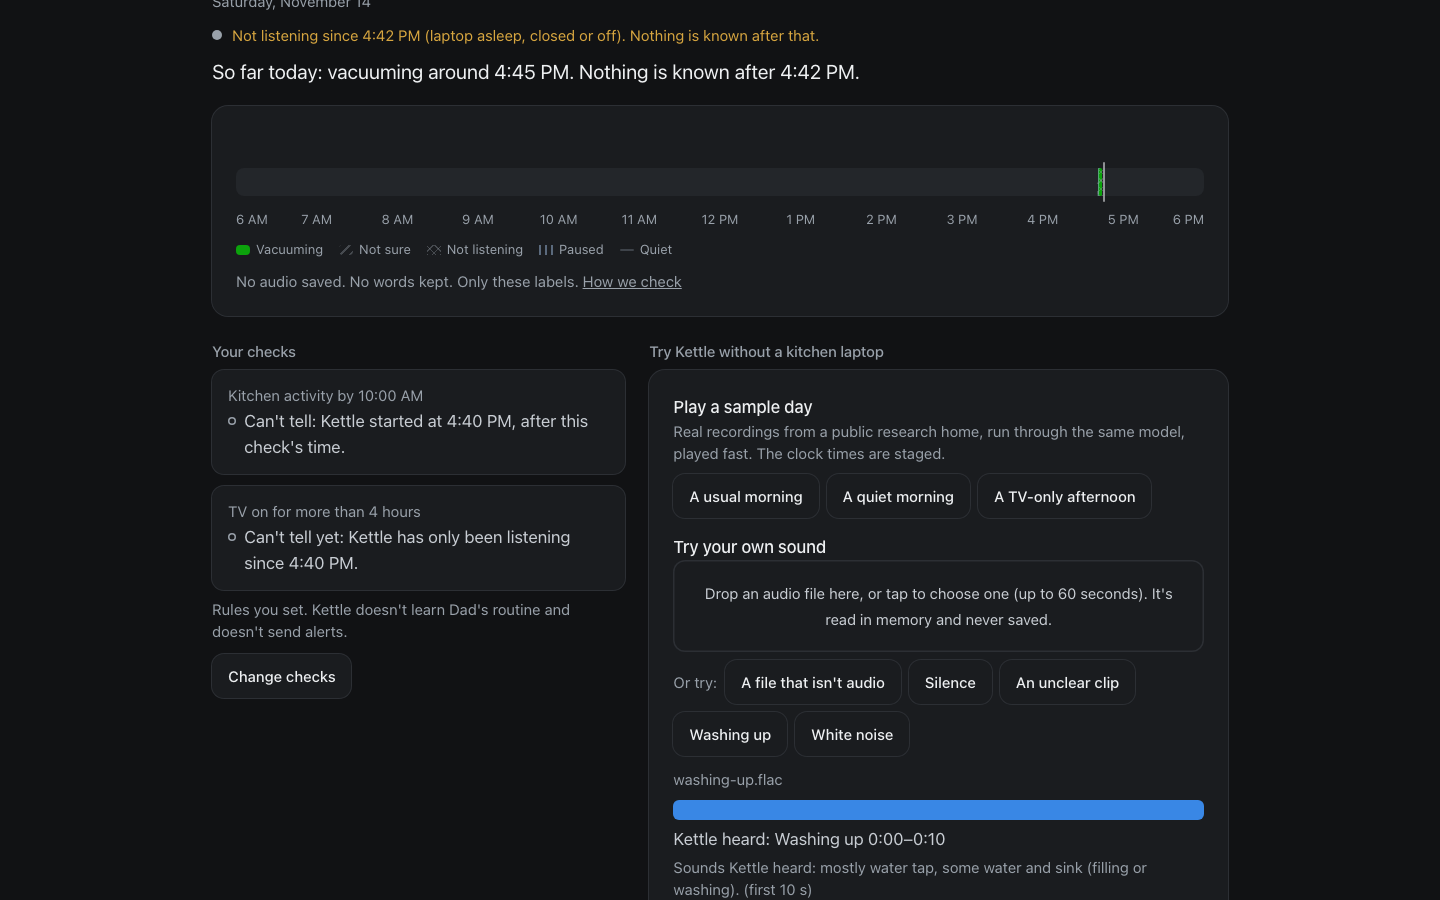 Saturday, November 14
Not listening since 4:42 PM (laptop asleep, closed or off). Nothing is known after that.
So far today: vacuuming around 4:45 PM. Nothing is known after 4:42 PM.
6 AM 7 AM 8 AM 9 AM 10 AM 11 AM 12 PM 1 PM 2 PM 3 PM 4 PM 5 PM 6 PM
Vacuuming Not sure Not listening Paused Quiet
No audio saved. No words kept. Only these labels. How we check
Your checks
Kitchen activity by 10:00 AM
Can't tell: Kettle started at 4:40 PM, after this
check's time.
TV on for more than 4 hours
Can't tell yet: Kettle has only been listening
since 4:40 PM.
Rules you set. Kettle doesn't learn Dad's routine and
doesn't send alerts.
Change checks
Try Kettle without a kitchen laptop
Play a sample day
Real recordings from a public research home, run through the same model,
played fast. The clock times are staged.
A usual morning A quiet morning A TV-only afternoon
Try your own sound
Drop an audio file here, or tap to choose one (up to 60 seconds). It's
read in memory and never saved.
Or try: A file that isn't audio Silence An unclear clip
Washing up White noise
washing-up.flac
Kettle heard: Washing up 0:00–0:10
Sounds Kettle heard: mostly water tap, some water and sink (filling or
washing). (first 10 s)